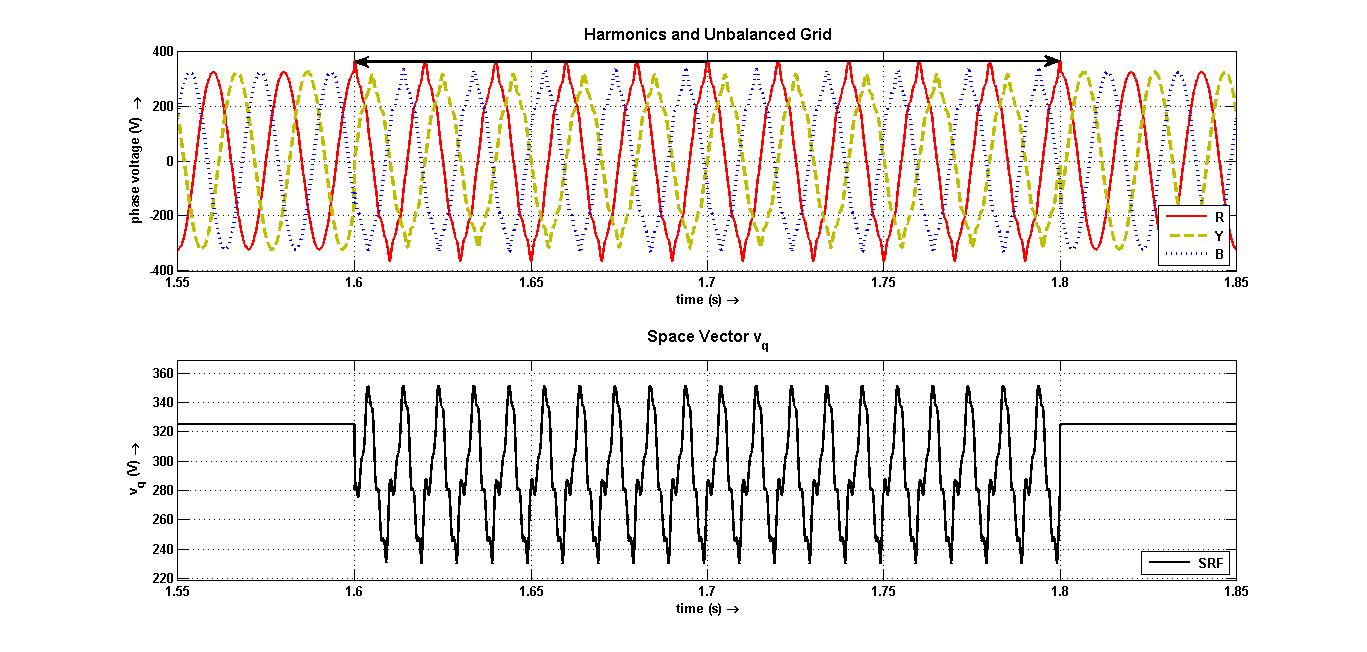 Harmonics and Unbalanced Grid
phase voltage (V) →
400
200
0
-200
-400
R
Y
B
1.55 1.6 1.65 1.7 1.75 1.8 1.85
time (s) →
Space Vector vq
vq (V) →
360
340
320
300
280
260
240
220
SRF
1.55 1.6 1.65 1.7 1.75 1.8 1.85
time (s) →